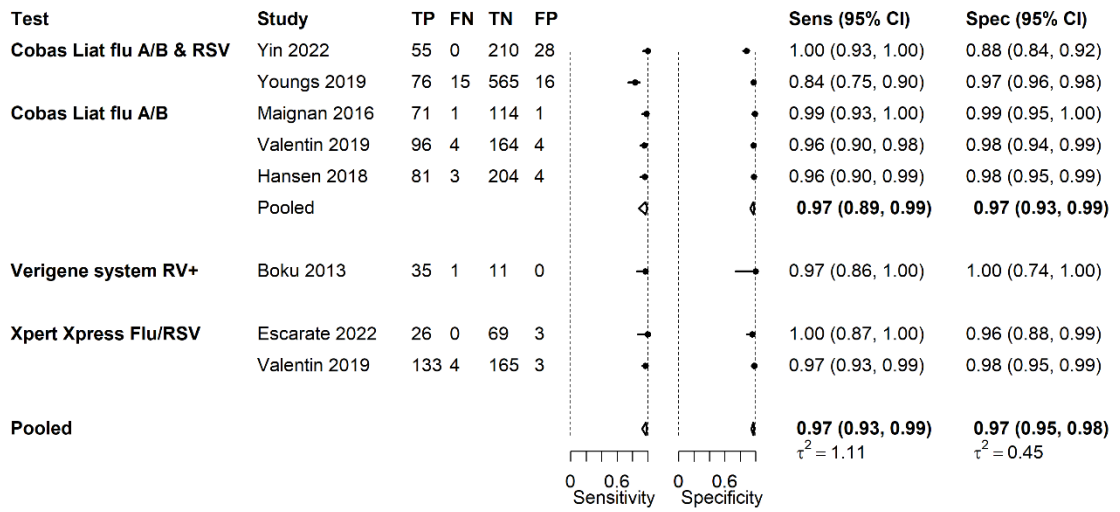 Test Study TP FN TN FP Sens (95% CI) Spec (95% CI)
Cobas Liat flu A/B & RSV Yin 2022 55 0 210 28 1.00 (0.93, 1.00) 0.88 (0.84, 0.92)
Youngs 2019 76 15 565 16 0.84 (0.75, 0.90) 0.97 (0.96, 0.98)
Cobas Liat flu A/B Maignan 2016 71 1 114 1 0.99 (0.93, 1.00) 0.99 (0.95, 1.00)
Valentin 2019 96 4 164 4 0.96 (0.90, 0.98) 0.98 (0.94, 0.99)
Hansen 2018 81 3 204 4 0.96 (0.90, 0.99) 0.98 (0.95, 0.99)
Pooled 0.97 (0.89, 0.99) 0.97 (0.93, 0.99)
Verigene system RV+ Boku 2013 35 1 11 0 0.97 (0.86, 1.00) 1.00 (0.74, 1.00)
Xpert Xpress Flu/RSV Escarate 2022 26 0 69 3 1.00 (0.87, 1.00) 0.96 (0.88, 0.99)
Valentin 2019 133 4 165 3 0.97 (0.93, 0.99) 0.98 (0.95, 0.99)
Pooled 0.97 (0.93, 0.99) 0.97 (0.95, 0.98)
τ² = 1.11 τ² = 0.45
0 0.6 0 0.6
Sensitivity Specificity